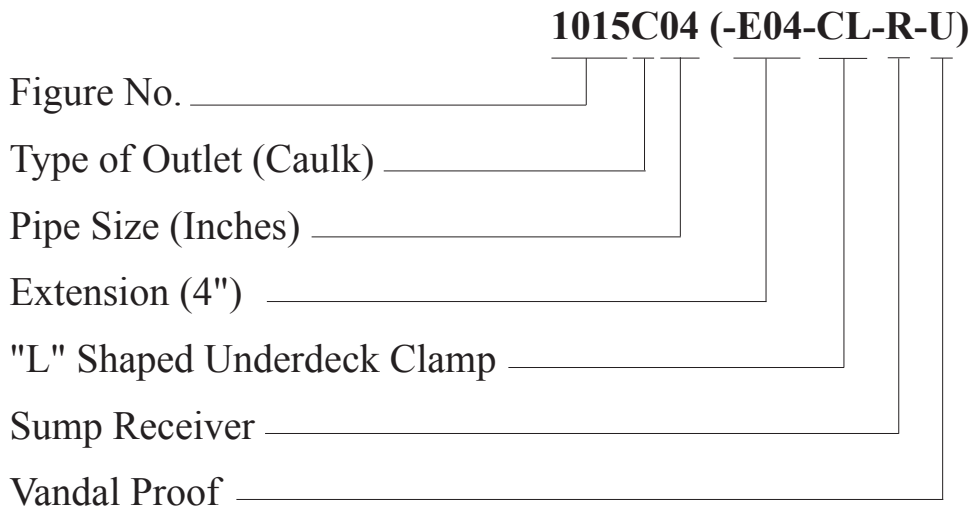 1015C04 (-E04-CL-R-U)
Figure No.
Type of Outlet (Caulk)
Pipe Size (Inches)
Extension (4")
"L" Shaped Underdeck Clamp
Sump Receiver
Vandal Proof